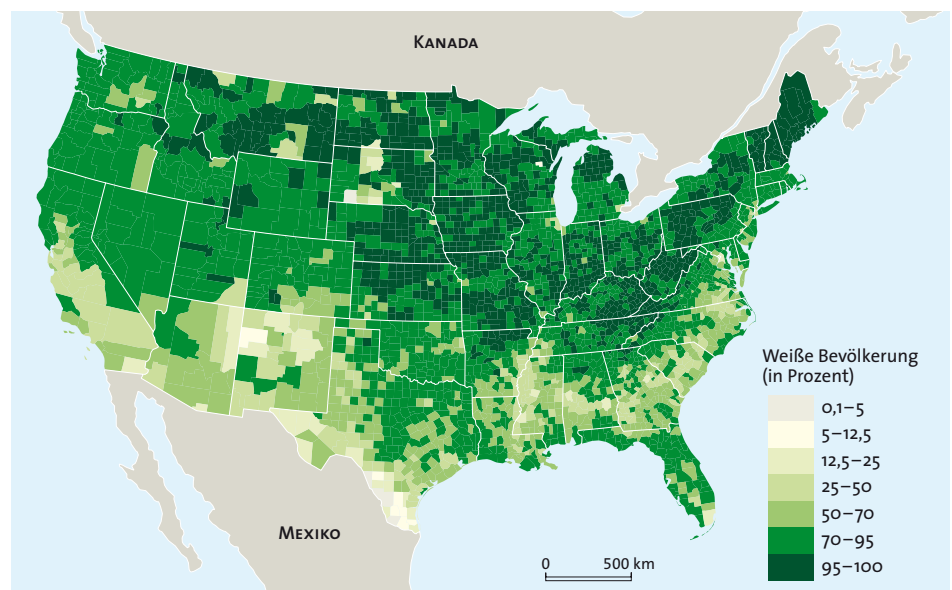 KANADA
Weiße Bevölkerung
(in Prozent)
0,1–5
5–12,5
12,5–25
25–50
50–70
70–95
95–100
MEXIKO
0 500 km